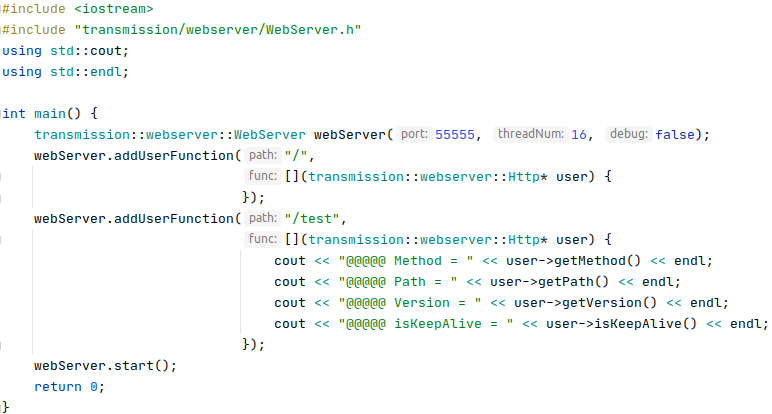 #include <iostream>
#include "transmission/webserver/WebServer.h"
using std::cout;
using std::endl;
int main() {
transmission::webserver::WebServer webServer( port: 55555, threadNum: 16, debug: false);
webServer.addUserFunction( path: "/",
func: [](transmission::webserver::Http* user) {
});
webServer.addUserFunction( path: "/test",
func: [](transmission::webserver::Http* user) {
cout << "@@@@@ Method = " << user->getMethod() << endl;
cout << "@@@@@ Path = " << user->getPath() << endl;
cout << "@@@@@ Version = " << user->getVersion() << endl;
cout << "@@@@@ isKeepAlive = " << user->isKeepAlive() << endl;
});
webServer.start();
return 0;
}